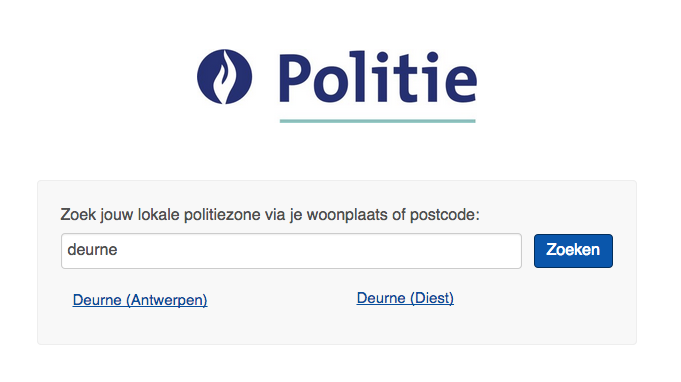 Politie
Zoek jouw lokale politiezone via je woonplaats of postcode:
deurne
Zoeken
Deurne (Antwerpen)
Deurne (Diest)